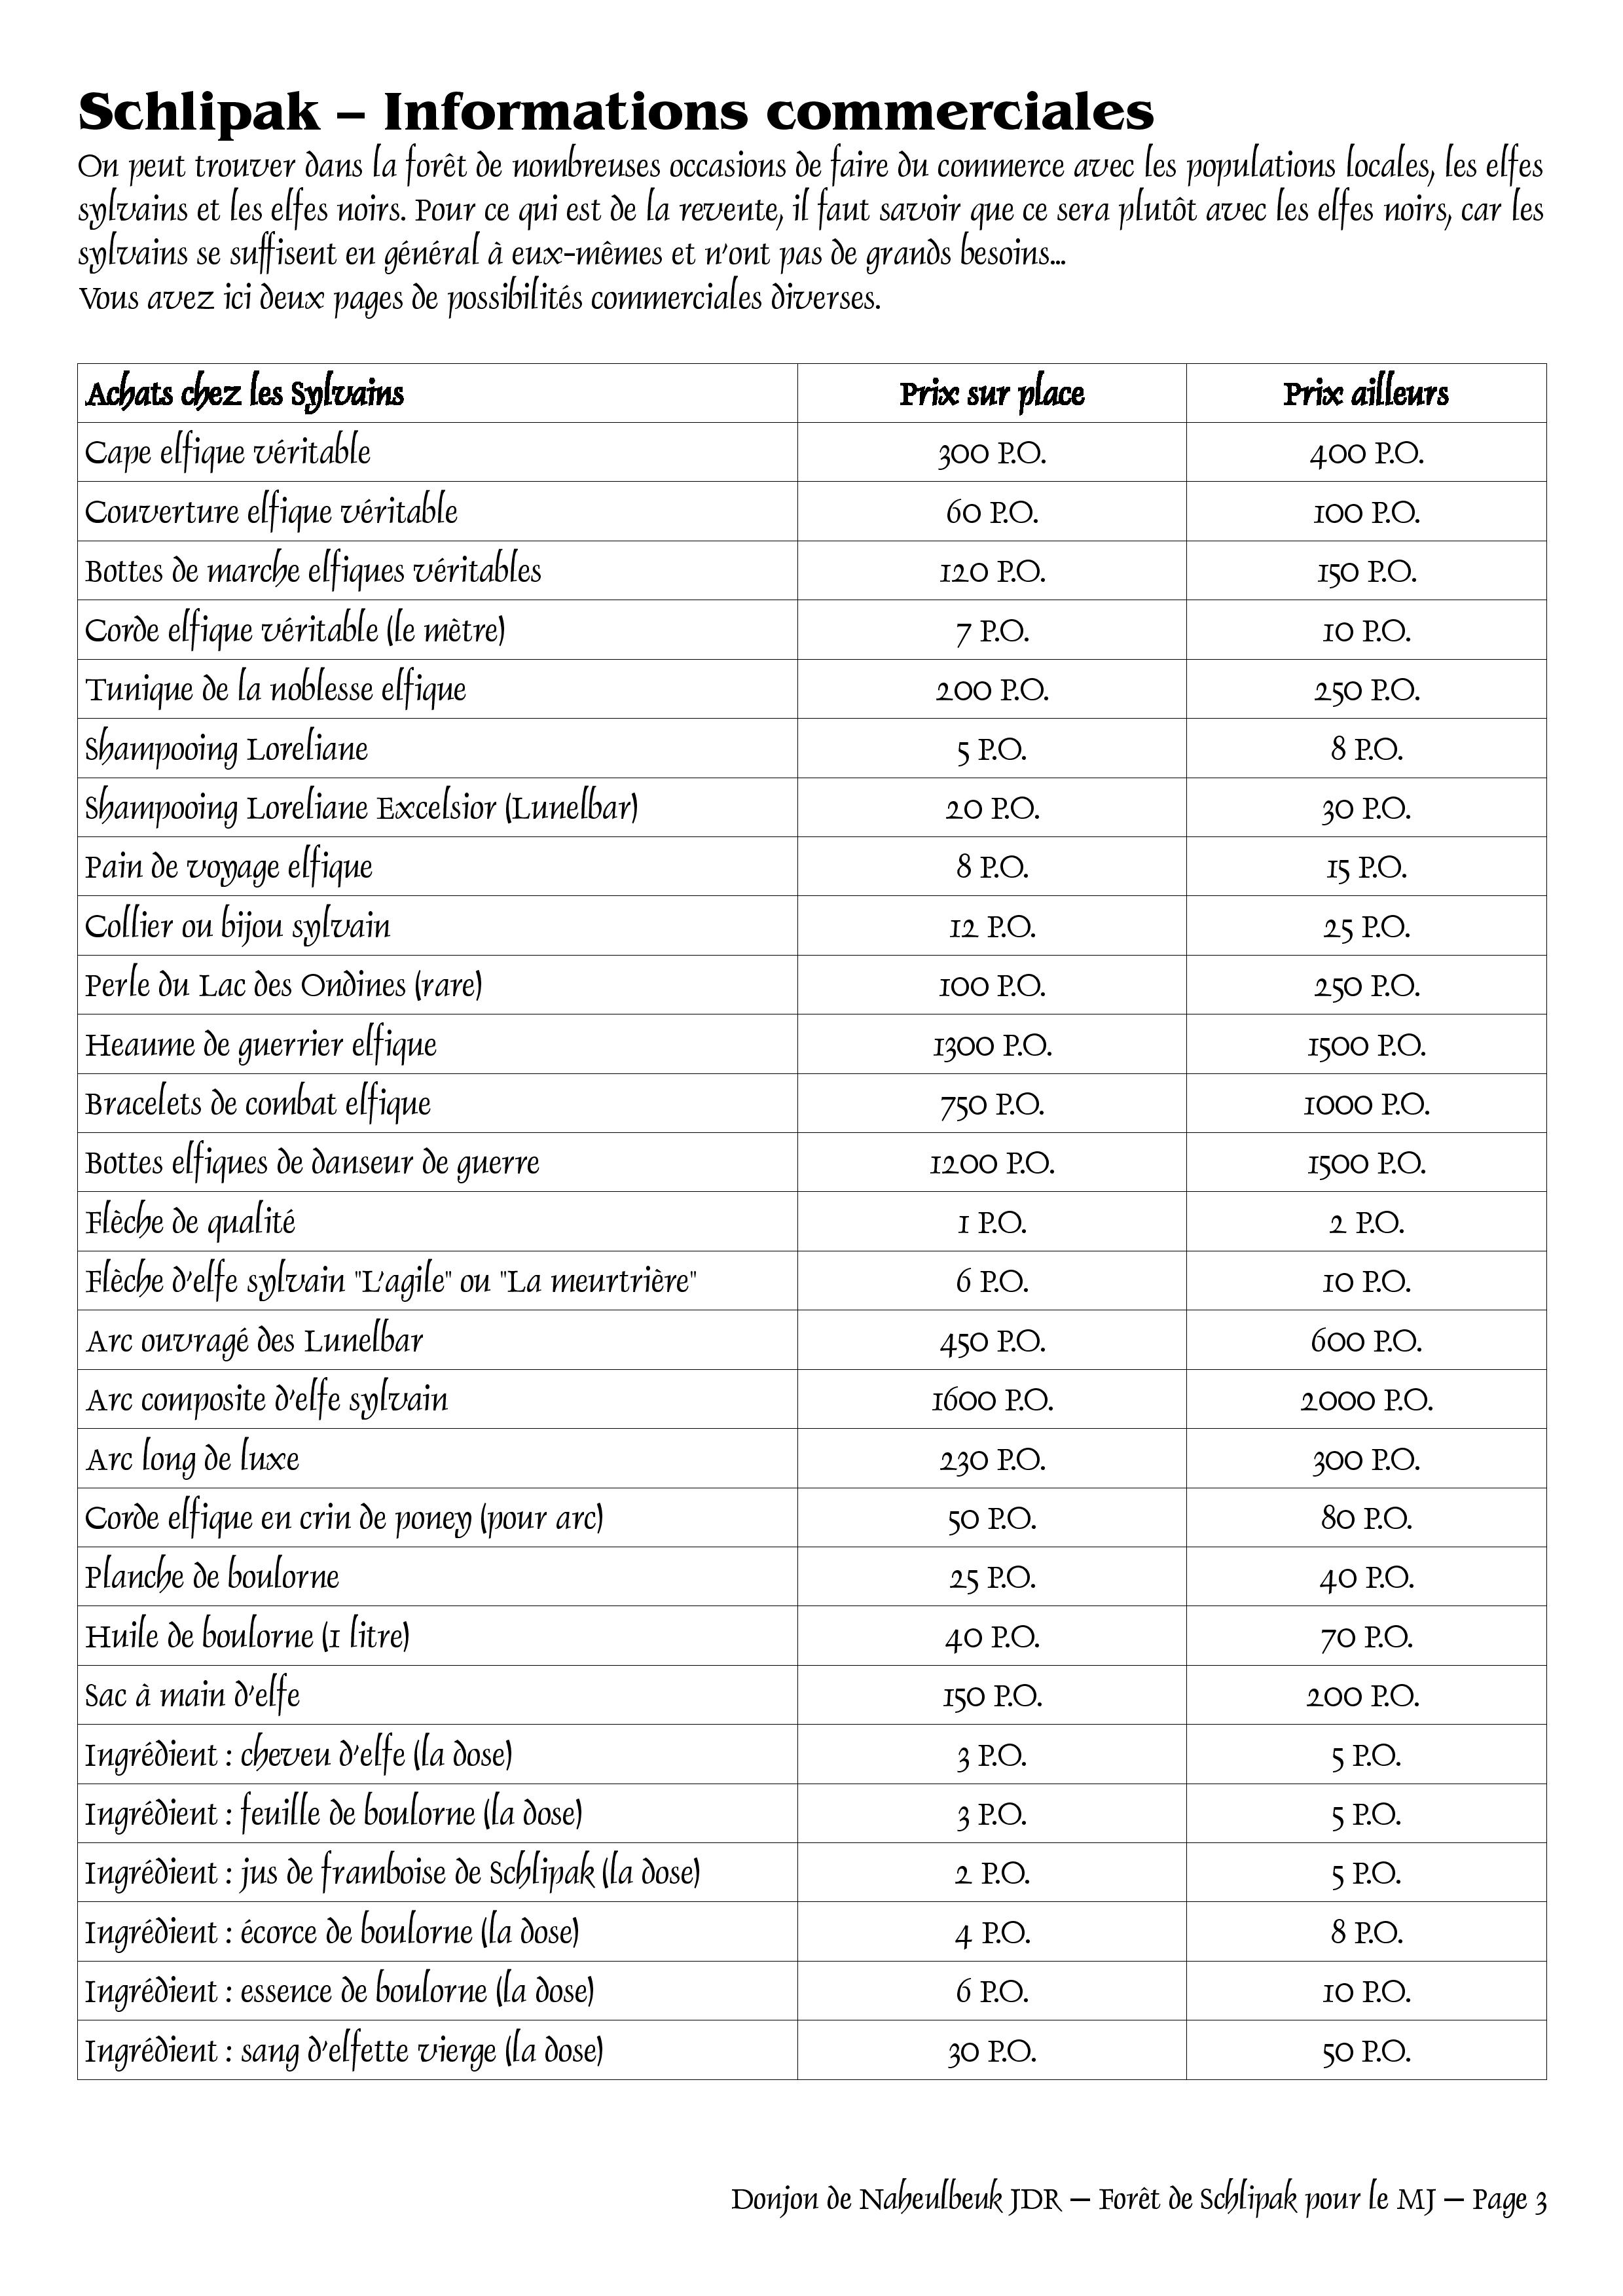 Schlipak – Informations commerciales
On peut trouver dans la forêt de nombreuses occasions de faire du commerce avec les populations locales, les elfes
sylvains et les elfes noirs. Pour ce qui est de la revente, il faut savoir que ce sera plutôt avec les elfes noirs, car les
sylvains se suffisent en général à eux-mêmes et n'ont pas de grands besoins...
Vous avez ici deux pages de possibilités commerciales diverses.
Achats chez les Sylvains Prix sur place Prix ailleurs
Cape elfique véritable 300 P.O. 400 P.O.
Couverture elfique véritable 60 P.O. 100 P.O.
Bottes de marche elfiques véritables 120 P.O. 150 P.O.
Corde elfique véritable (le mètre) 7 P.O. 10 P.O.
Tunique de la noblesse elfique 200 P.O. 250 P.O.
Shampooing Loreliane 5 P.O. 8 P.O.
Shampooing Loreliane Excelsior (Lunelbar) 20 P.O. 30 P.O.
Pain de voyage elfique 8 P.O. 15 P.O.
Collier ou bijou sylvain 12 P.O. 25 P.O.
Perle du Lac des Ondines (rare) 100 P.O. 250 P.O.
Heaume de guerrier elfique 1300 P.O. 1500 P.O.
Bracelets de combat elfique 750 P.O. 1000 P.O.
Bottes elfiques de danseur de guerre 1200 P.O. 1500 P.O.
Flèche de qualité 1 P.O. 2 P.O.
Flèche d'elfe sylvain "L'agile" ou "La meurtrière" 6 P.O. 10 P.O.
Arc ouvragé des Lunelbar 450 P.O. 600 P.O.
Arc composite d'elfe sylvain 1600 P.O. 2000 P.O.
Arc long de luxe 230 P.O. 300 P.O.
Corde elfique en crin de poney (pour arc) 50 P.O. 80 P.O.
Planche de boulorne 25 P.O. 40 P.O.
Huile de boulorne (1 litre) 40 P.O. 70 P.O.
Sac à main d'elfe 150 P.O. 200 P.O.
Ingrédient : cheveu d'elfe (la dose) 3 P.O. 5 P.O.
Ingrédient : feuille de boulorne (la dose) 3 P.O. 5 P.O.
Ingrédient : jus de framboise de Schlipak (la dose) 2 P.O. 5 P.O.
Ingrédient : écorce de boulorne (la dose) 4 P.O. 8 P.O.
Ingrédient : essence de boulorne (la dose) 6 P.O. 10 P.O.
Ingrédient : sang d'elfette vierge (la dose) 30 P.O. 50 P.O.
Donjon de Naheulbeuk JDR – Forêt de Schlipak pour le MJ – Page 3